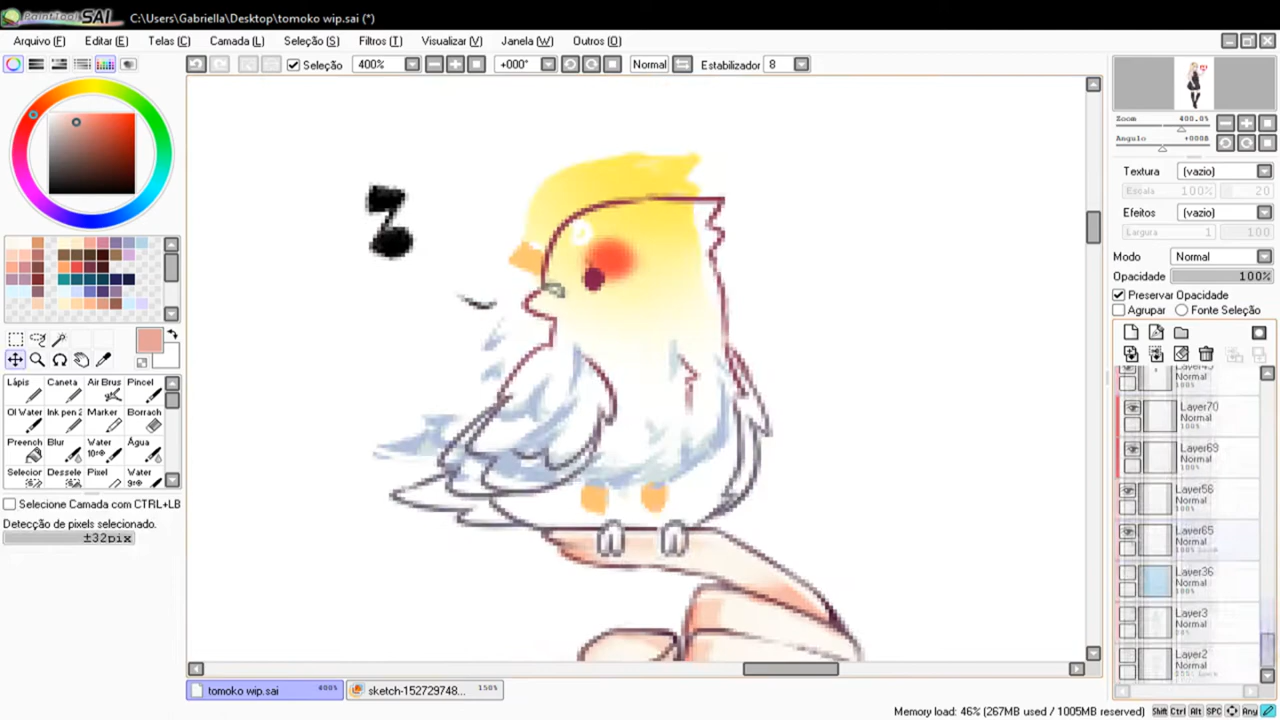 PaintTool SAI C:\Users\Gabriella\Desktop\tomoko wip.sai (*)
Arquivo (F) Editar (E) Telas (C) Camada (L) Seleção (S) Filtros (T) Visualizar (V) Janela (W) Outros (O)
Seleção 400% +000° Normal Estabilizador 8
Zoom 400.0%
Angulo +000θ
Textura (vazio)
Escala 100% 20
Efeitos (vazio)
Largura 1 100
Modo Normal
Opacidade 100%
Preservar Opacidade
Agrupar Fonte Seleção
Lápis Caneta Air Brus Pincel
Ol Water Ink pen 2 Marker Borrach
Preench Blur Water Água
Selecior Dessele Pixel Water
Selecione Camada com CTRL+LB
Detecção de pixels selecionado.
±32pix
Normal
100%
Layer70
Normal
100%
Layer69
Normal
100%
Layer56
Normal
100%
Layer65
Normal
100%
Layer36
Normal
100%
Layer3
Normal
Layer2
Normal
tomoko wip.sai 400% sketch-152729748... 150%
Memory load: 46% (267MB used / 1005MB reserved) Shift Ctrl Alt SPC Any